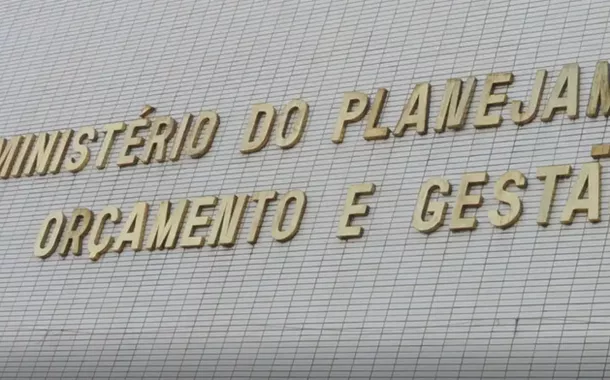 MINISTÉRIO DO PLANEJAM
ORÇAMENTO E GESTÃ